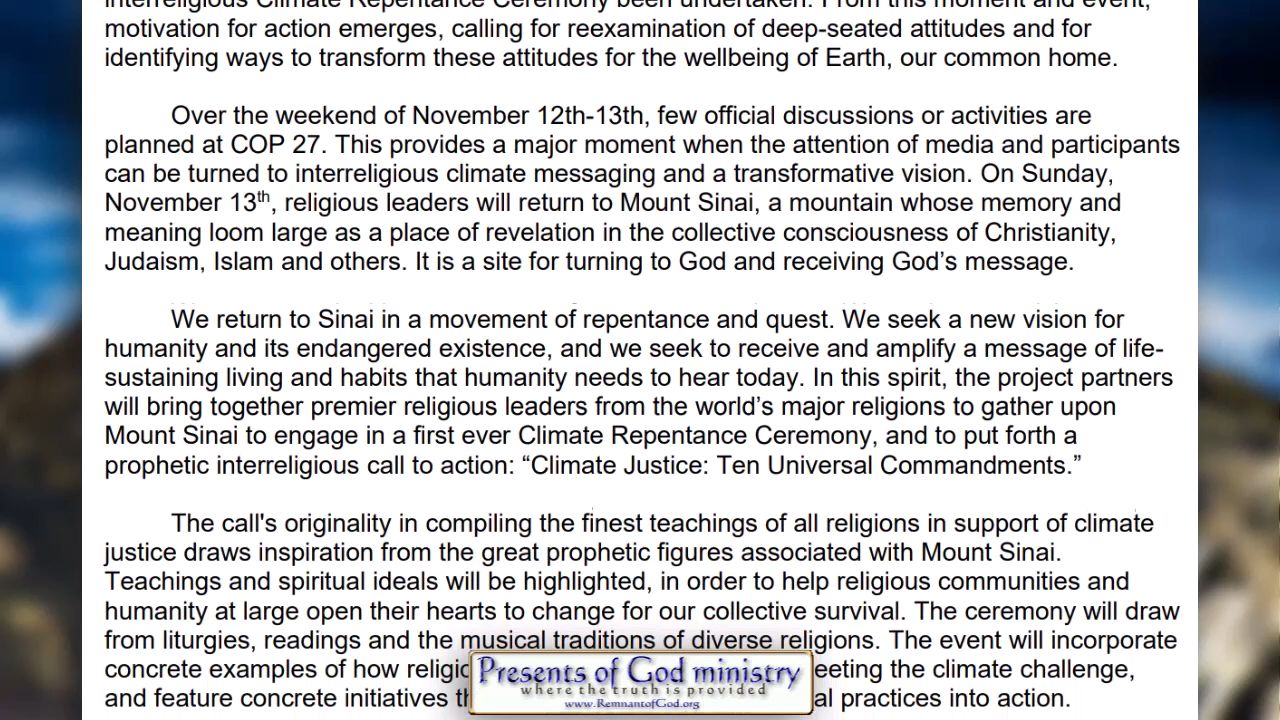 interreligious Climate Repentance Ceremony been undertaken. From this moment and event,
motivation for action emerges, calling for reexamination of deep-seated attitudes and for
identifying ways to transform these attitudes for the wellbeing of Earth, our common home.
Over the weekend of November 12th-13th, few official discussions or activities are
planned at COP 27. This provides a major moment when the attention of media and participants
can be turned to interreligious climate messaging and a transformative vision. On Sunday,
November 13th, religious leaders will return to Mount Sinai, a mountain whose memory and
meaning loom large as a place of revelation in the collective consciousness of Christianity,
Judaism, Islam and others. It is a site for turning to God and receiving God’s message.
We return to Sinai in a movement of repentance and quest. We seek a new vision for
humanity and its endangered existence, and we seek to receive and amplify a message of life-
sustaining living and habits that humanity needs to hear today. In this spirit, the project partners
will bring together premier religious leaders from the world’s major religions to gather upon
Mount Sinai to engage in a first ever Climate Repentance Ceremony, and to put forth a
prophetic interreligious call to action: “Climate Justice: Ten Universal Commandments.”
The call's originality in compiling the finest teachings of all religions in support of climate
justice draws inspiration from the great prophetic figures associated with Mount Sinai.
Teachings and spiritual ideals will be highlighted, in order to help religious communities and
humanity at large open their hearts to change for our collective survival. The ceremony will draw
from liturgies, readings and the musical traditions of diverse religions. The event will incorporate
concrete examples of how the climate challenge,
and feature concrete initiatives practices into action.
Presents of God ministry
where the truth is provided
www.RemnantofGod.org